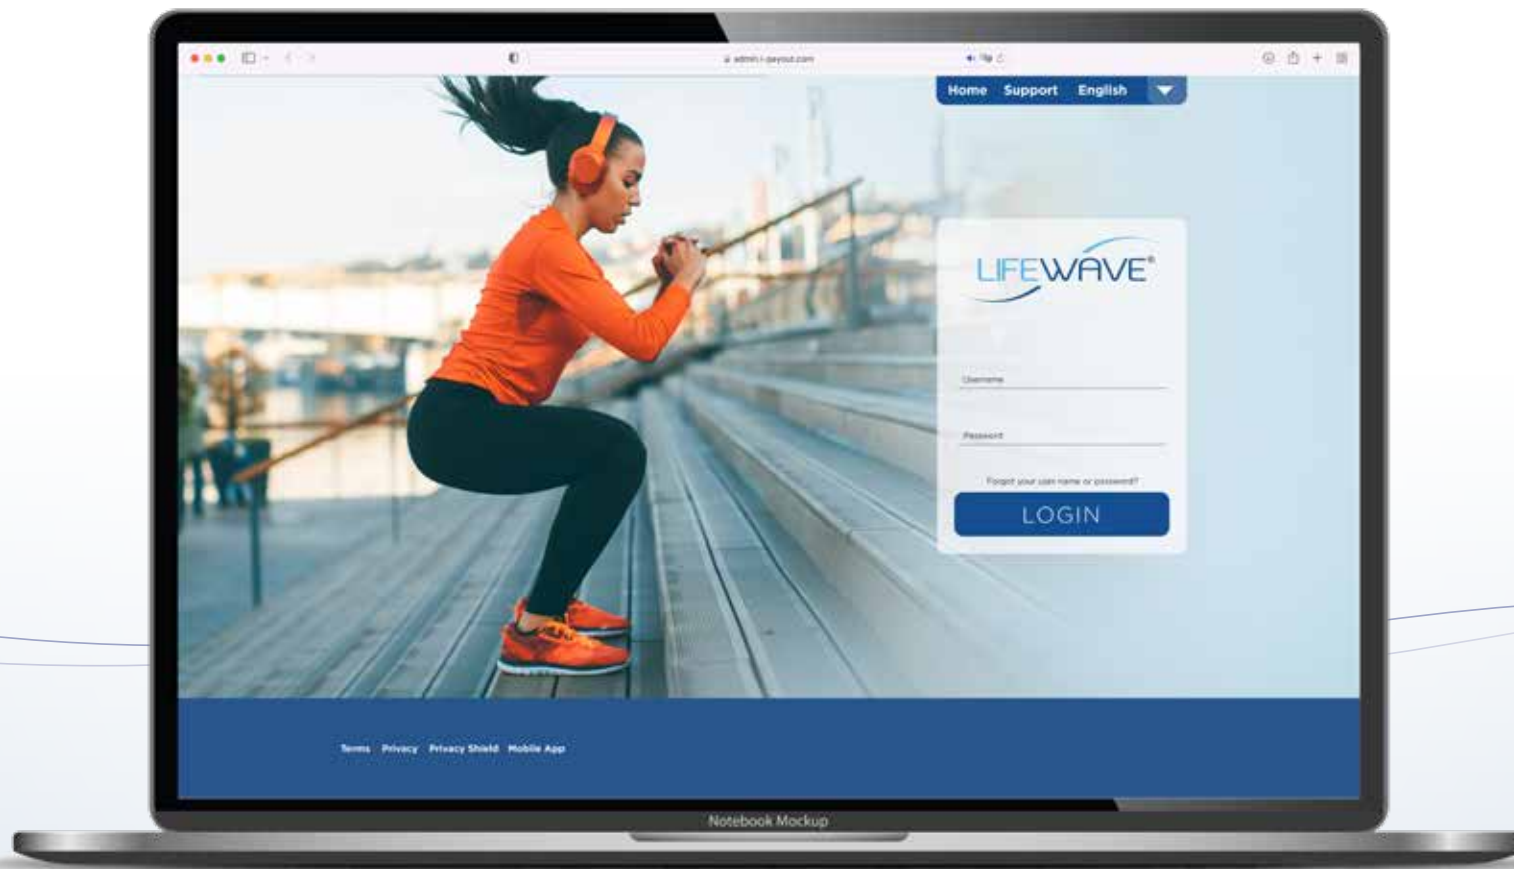 admin.i-payout.com
Home Support English
LIFEWAVE®
Username
Password
Forgot your user name or password?
LOGIN
Terms Privacy Privacy Shield Mobile App
Notebook Mockup